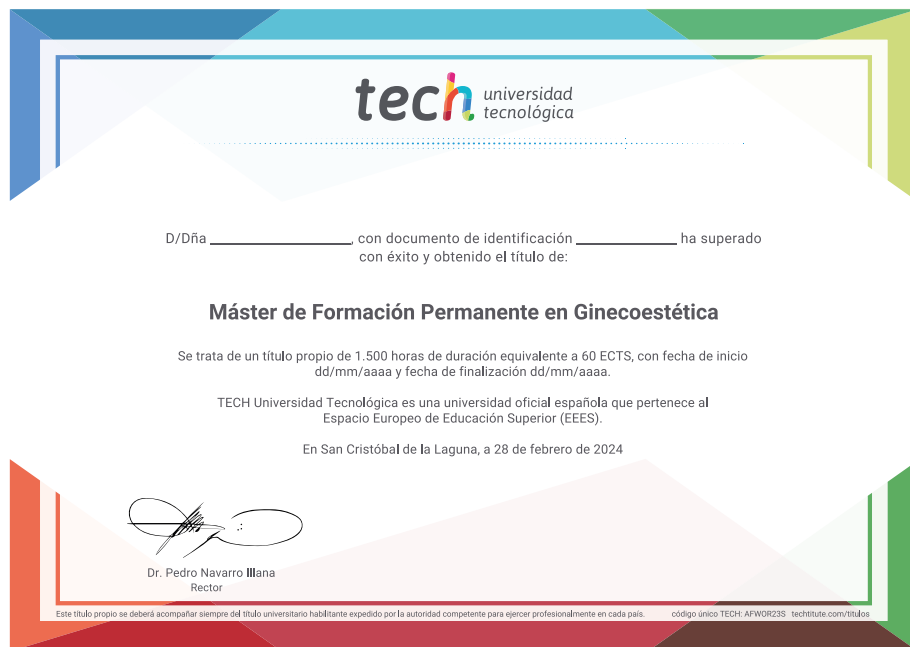 tech universidad
tecnológica
D/Dña ________________, con documento de identificación ____________ ha superado
con éxito y obtenido el título de:
Máster de Formación Permanente en Ginecoestética
Se trata de un título propio de 1.500 horas de duración equivalente a 60 ECTS, con fecha de inicio
dd/mm/aaaa y fecha de finalización dd/mm/aaaa.
TECH Universidad Tecnológica es una universidad oficial española que pertenece al
Espacio Europeo de Educación Superior (EEES).
En San Cristóbal de la Laguna, a 28 de febrero de 2024
Dr. Pedro Navarro Illana
Rector
Este título propio se deberá acompañar siempre del título universitario habilitante expedido por la autoridad competente para ejercer profesionalmente en cada país. código único TECH: AFWOR23S techtitute.com/titulos